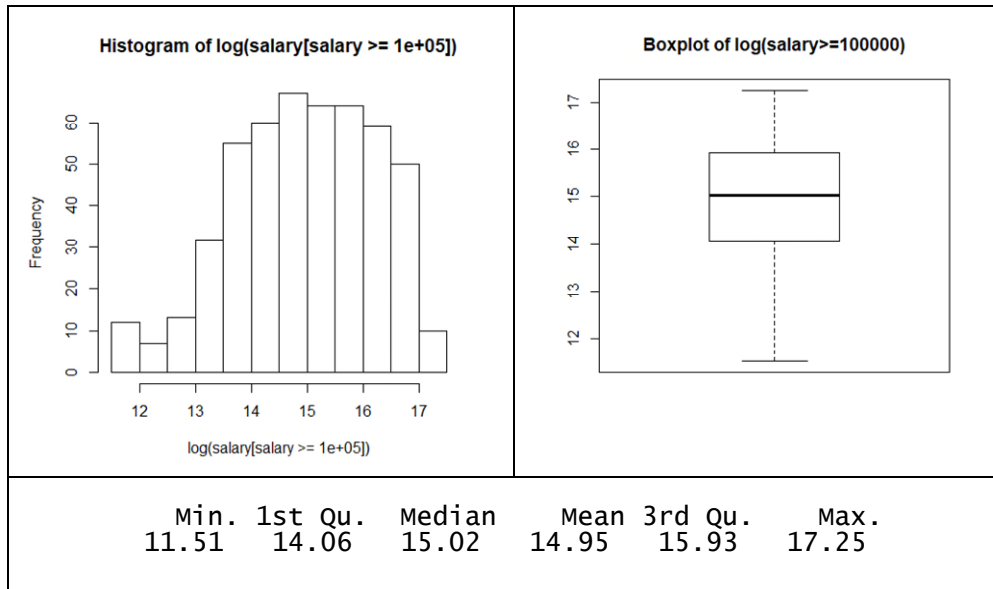 Histogram of log(salary[salary >= 1e+05])
Frequency
0
10
20
30
40
50
60
12 13 14 15 16 17
log(salary[salary >= 1e+05])
Boxplot of log(salary>=100000)
17
16
15
14
13
12
Min. 1st Qu. Median Mean 3rd Qu. Max.
11.51 14.06 15.02 14.95 15.93 17.25